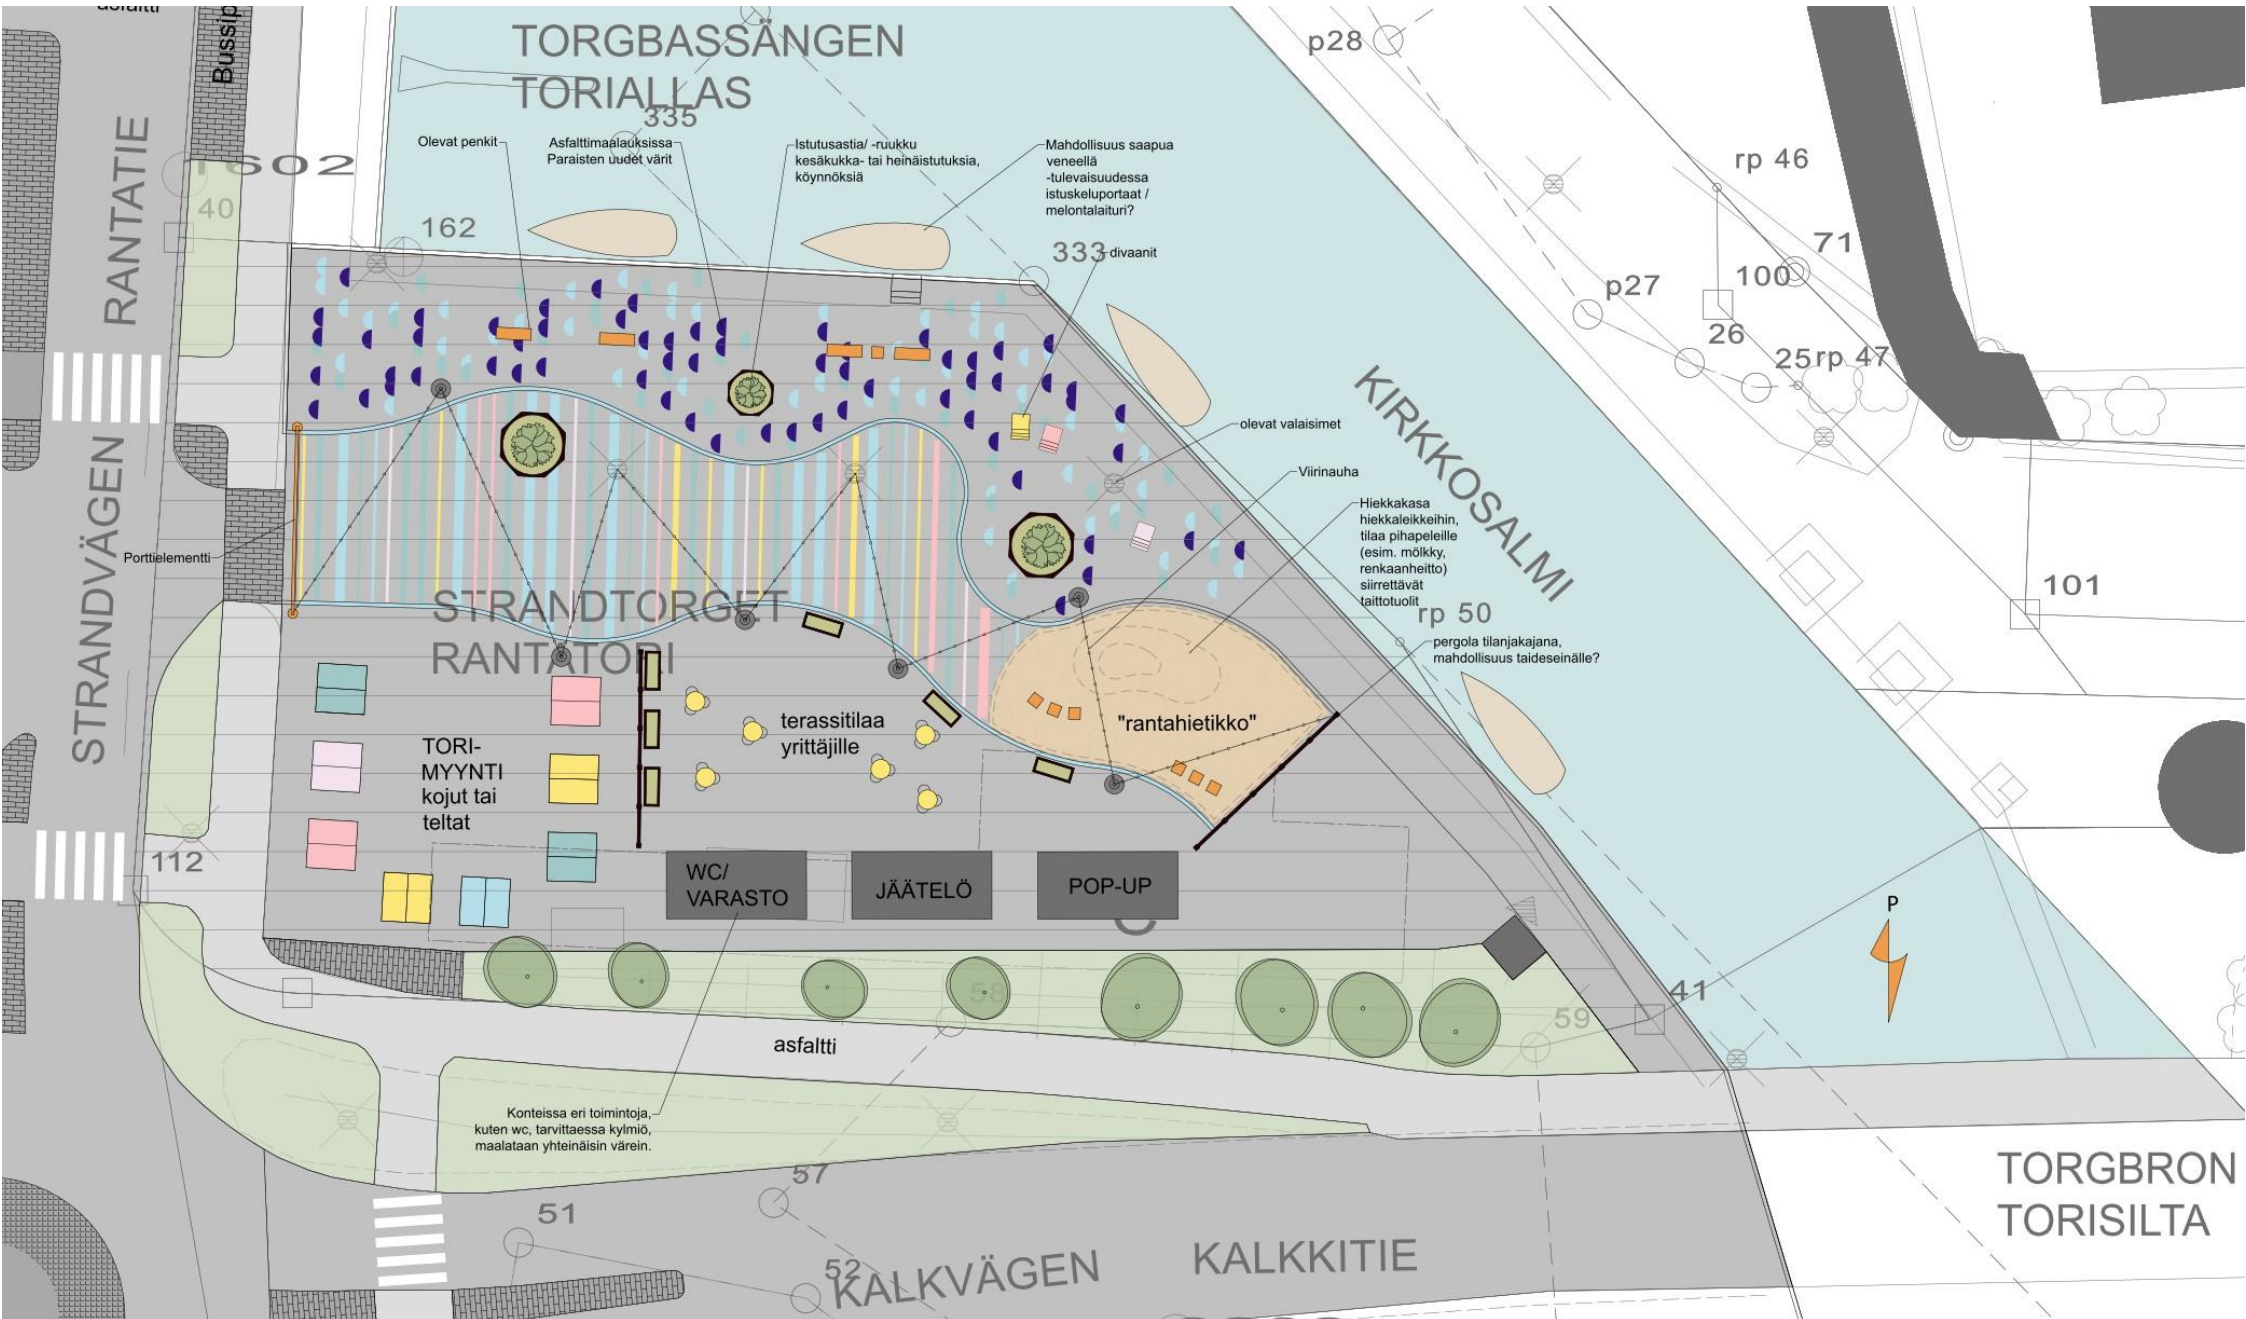 asfaltti
Bussip
TORGBASSÄNGEN
TORIALLAS
335
p28
rp 46
71
100
p27
26
25
rp 47
101
RANTATIE
STRANDVÄGEN
1602
40
162
Olevat penkit
Asfalttimaalauksissa
Paraisten uudet värit
Istutusastia/ -ruukku
kesäkukka- tai heinäistutuksia,
köynnöksiä
Mahdollisuus saapua
veneellä
-tulevaisuudessa
istuskeluportaat /
melontalaituri?
333
divaanit
KIRKKOSALMI
olevat valaisimet
Viirinauha
Hiekkakasa
hiekkaleikkeihin,
tilaa pihapeleille
(esim. mölkky,
renkaanheitto)
siirrettävät
taittotuolit
rp 50
pergola tilanjakajana,
mahdollisuus taideseinälle?
Porttielementti
STRANDTORGET
RANTATORI
TORI-
MYYNTI
kojut tai
teltat
terassitilaa
yrittäjille
"rantahietikko"
WC/
VARASTO
JÄÄTELÖ
POP-UP
P
112
58
59
41
asfaltti
Konteissa eri toimintoja,
kuten wc, tarvittaessa kylmiö,
maalataan yhteinäisin värein.
57
51
52
KALKVÄGEN
KALKKITIE
TORGBRON
TORISILTA